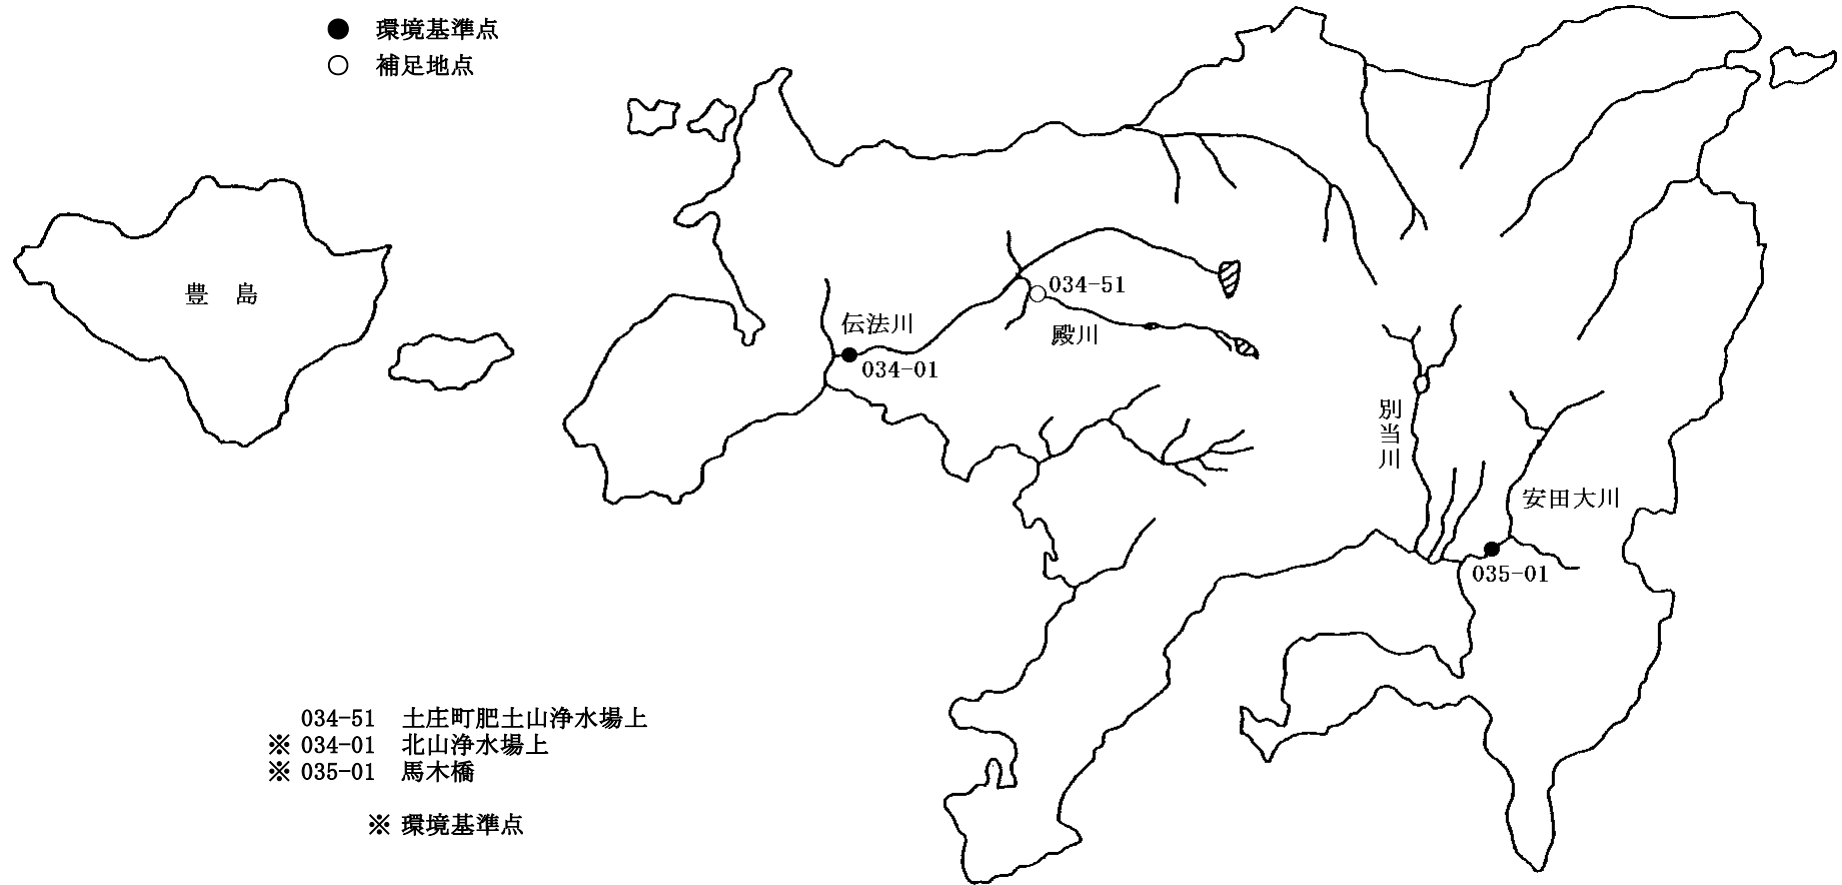 ● 環境基準点
○ 補足地点
豊 島
034-51
伝法川
殿川
034-01
別当川
安田大川
035-01
034-51 土庄町肥土山浄水場上
※ 034-01 北山浄水場上
※ 035-01 馬木橋
※ 環境基準点